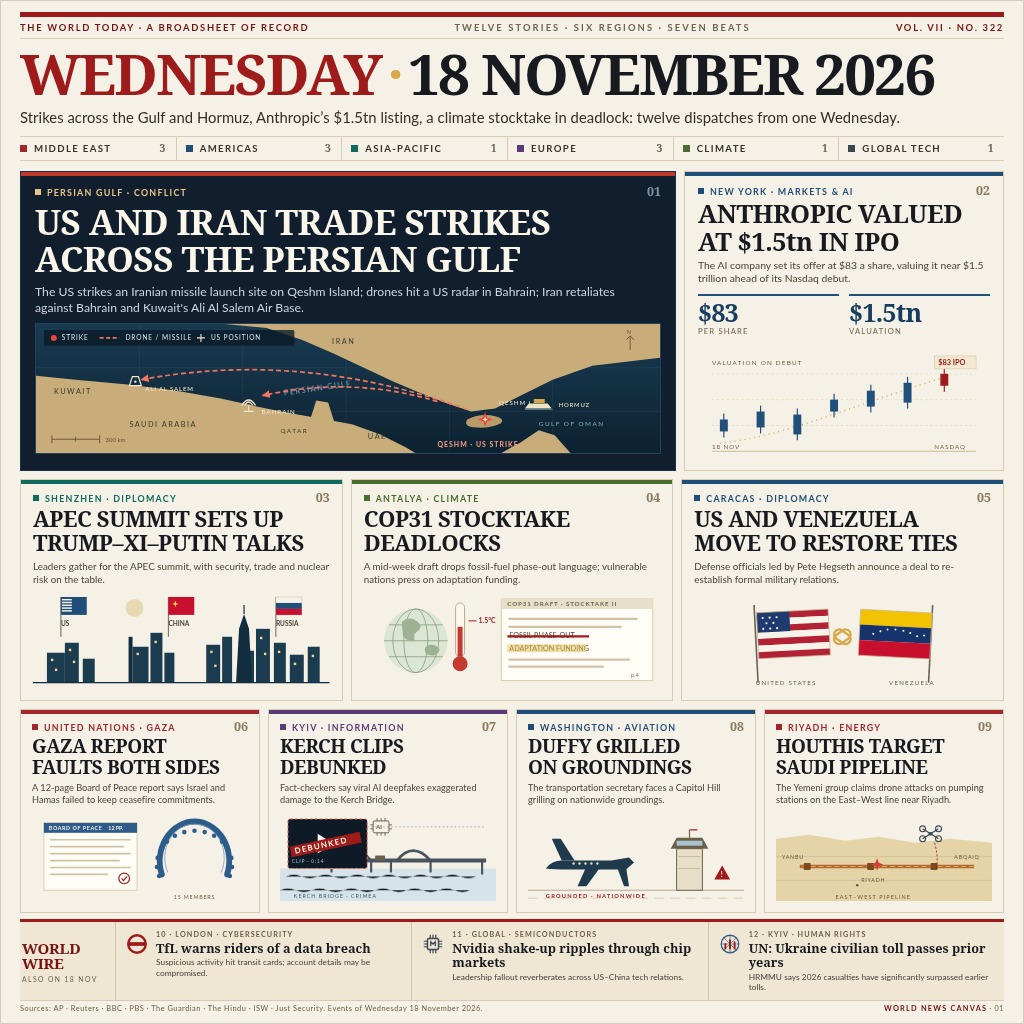 THE WORLD TODAY · A BROADSHEET OF RECORD
TWELVE STORIES · SIX REGIONS · SEVEN BEATS
VOL. VII · NO. 322
WEDNESDAY · 18 NOVEMBER 2026
Strikes across the Gulf and Hormuz, Anthropic's $1.5tn listing, a climate stocktake in deadlock: twelve dispatches from one Wednesday.
MIDDLE EAST 3
AMERICAS 3
ASIA-PACIFIC 1
EUROPE 3
CLIMATE 1
GLOBAL TECH 1
PERSIAN GULF · CONFLICT 01
US AND IRAN TRADE STRIKES
ACROSS THE PERSIAN GULF
The US strikes an Iranian missile launch site on Qeshm Island; drones hit a US radar in Bahrain; Iran retaliates
against Bahrain and Kuwait's Ali Al Salem Air Base.
STRIKE DRONE / MISSILE US POSITION
IRAN
N
KUWAIT
ALI AL SALEM
PERSIAN GULF
BAHRAIN
QESHM I.
HORMUZ
SAUDI ARABIA
QATAR
UAE
GULF OF OMAN
300 km
QESHM · US STRIKE
NEW YORK · MARKETS & AI 02
ANTHROPIC VALUED
AT $1.5tn IN IPO
The AI company set its offer at $83 a share, valuing it near $1.5
trillion ahead of its Nasdaq debut.
$83
PER SHARE
$1.5tn
VALUATION
VALUATION ON DEBUT
$83 IPO
18 NOV
NASDAQ
SHENZHEN · DIPLOMACY 03
APEC SUMMIT SETS UP
TRUMP–XI–PUTIN TALKS
Leaders gather for the APEC summit, with security, trade and nuclear
risk on the table.
US
CHINA
RUSSIA
ANTALYA · CLIMATE 04
COP31 STOCKTAKE
DEADLOCKS
A mid-week draft drops fossil-fuel phase-out language; vulnerable
nations press on adaptation funding.
1.5°C
COP31 DRAFT · STOCKTAKE II
FOSSIL PHASE-OUT
ADAPTATION FUNDING
p.4
CARACAS · DIPLOMACY 05
US AND VENEZUELA
MOVE TO RESTORE TIES
Defense officials led by Pete Hegseth announce a deal to re-
establish formal military relations.
UNITED STATES
VENEZUELA
UNITED NATIONS · GAZA 06
GAZA REPORT
FAULTS BOTH SIDES
A 12-page Board of Peace report says Israel and
Hamas failed to keep ceasefire commitments.
BOARD OF PEACE 12 PP.
15 MEMBERS
KYIV · INFORMATION 07
KERCH CLIPS
DEBUNKED
Fact-checkers say viral AI deepfakes exaggerated
damage to the Kerch Bridge.
AI
DEBUNKED
CLIP · 0:14
KERCH BRIDGE · CRIMEA
WASHINGTON · AVIATION 08
DUFFY GRILLED
ON GROUNDINGS
The transportation secretary faces a Capitol Hill
grilling on nationwide groundings.
!
GROUNDED · NATIONWIDE
RIYADH · ENERGY 09
HOUTHIS TARGET
SAUDI PIPELINE
The Yemeni group claims drone attacks on pumping
stations on the East–West line near Riyadh.
YANBU
ABQAIQ
RIYADH
EAST–WEST PIPELINE
WORLD
WIRE
ALSO ON 18 NOV
10 · LONDON · CYBERSECURITY
TfL warns riders of a data breach
Suspicious activity hit transit cards; account details may be
compromised.
11 · GLOBAL · SEMICONDUCTORS
Nvidia shake-up ripples through chip
markets
Leadership fallout reverberates across US–China tech relations.
12 · KYIV · HUMAN RIGHTS
UN: Ukraine civilian toll passes prior
years
HRMMU says 2026 casualties have significantly surpassed earlier
tolls.
Sources: AP · Reuters · BBC · PBS · The Guardian · The Hindu · ISW · Just Security. Events of Wednesday 18 November 2026.
WORLD NEWS CANVAS · 01